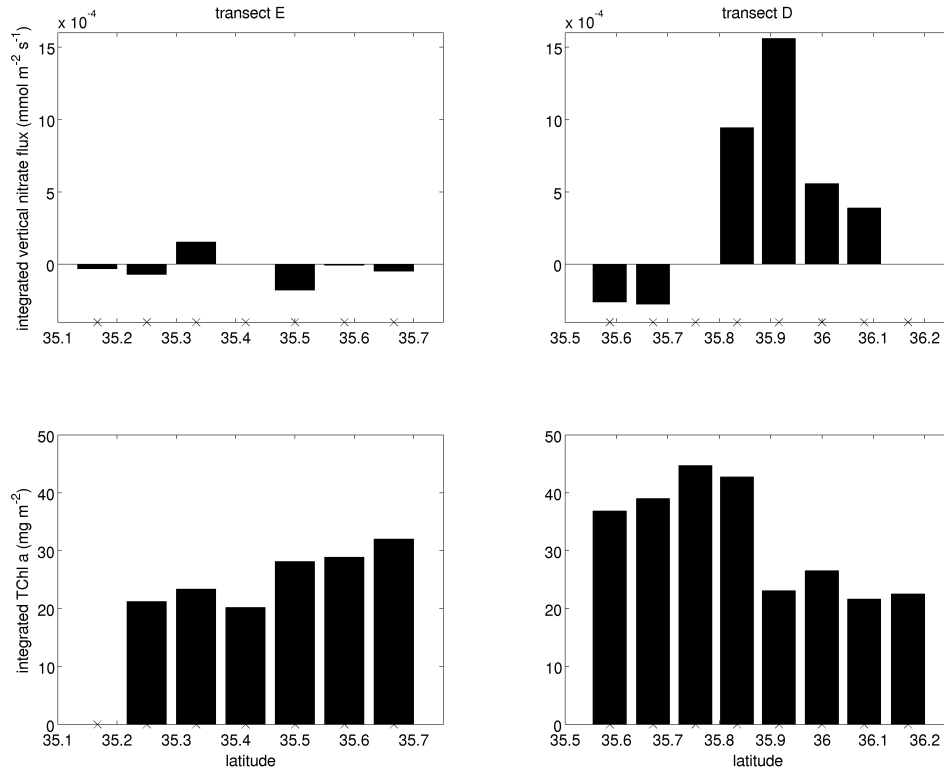 transect E
transect D
x 10⁻⁴
x 10⁻⁴
integrated vertical nitrate flux (mmol m⁻² s⁻¹)
15
10
5
0
35.1 35.2 35.3 35.4 35.5 35.6 35.7
15
10
5
0
35.5 35.6 35.7 35.8 35.9 36 36.1 36.2
integrated TChl a (mg m⁻²)
50
40
30
20
10
0
35.1 35.2 35.3 35.4 35.5 35.6 35.7
latitude
50
40
30
20
10
0
35.5 35.6 35.7 35.8 35.9 36 36.1 36.2
latitude